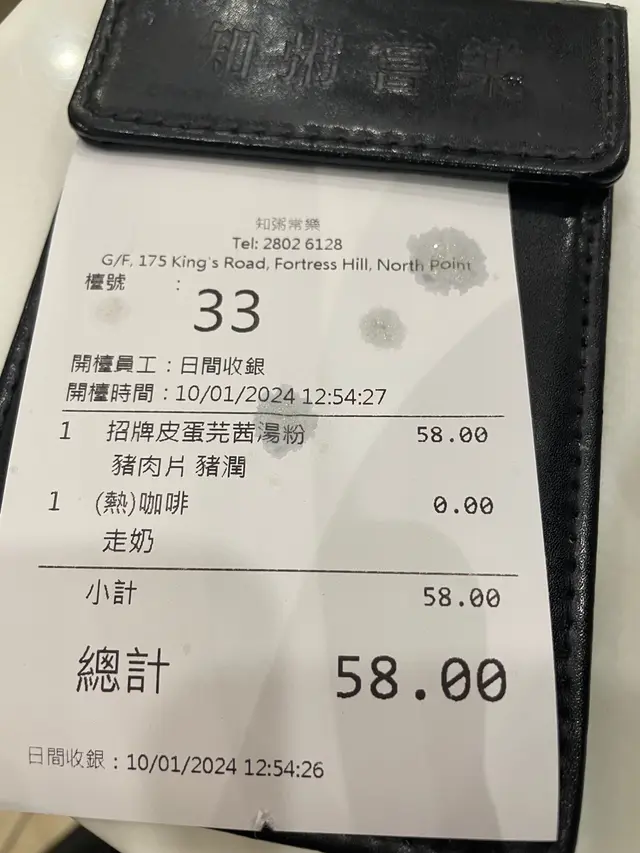 知粥常樂
知粥常樂
Tel: 2802 6128
G/F, 175 King's Road, Fortress Hill, North Point
檯號 :
33
開檯員工：日間收銀
開檯時間：10/01/2024 12:54:27
1 招牌皮蛋芫茜湯粉 58.00
豬肉片 豬潤
1 (熱)咖啡 0.00
走奶
小計 58.00
總計 58.00
日間收銀：10/01/2024 12:54:26